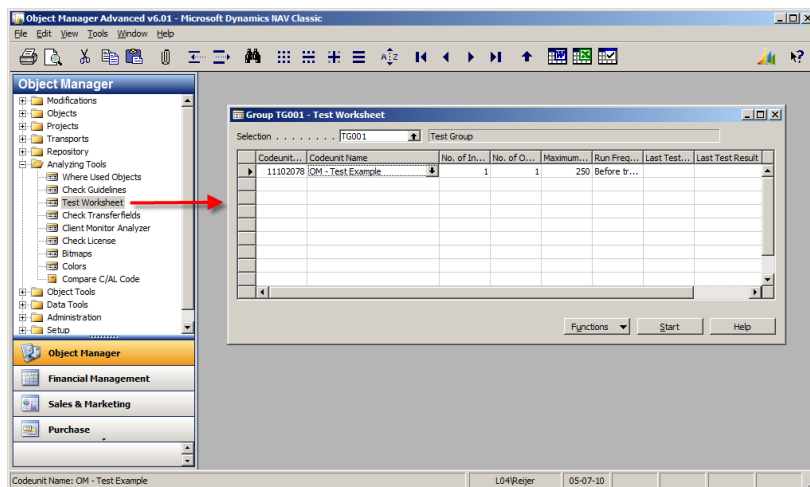 Object Manager Advanced v6.01 - Microsoft Dynamics NAV Classic
File Edit View Tools Window Help
Object Manager
Modifications
Objects
Projects
Transports
Repository
Analyzing Tools
Where Used Objects
Check Guidelines
Test Worksheet
Check Transferfields
Client Monitor Analyzer
Check License
Bitmaps
Colors
Compare C/AL Code
Object Tools
Data Tools
Administration
Setup
Object Manager
Financial Management
Sales & Marketing
Purchase
Group TG001 - Test Worksheet
Selection . . . . . . . . TG001 Test Group
Codeunit... Codeunit Name No. of In... No. of O... Maximum... Run Freq... Last Test... Last Test Result
11102078 OM - Test Example 1 1 250 Before tr...
Functions Start Help
Codeunit Name: OM - Test Example L04\Reijer 05-07-10